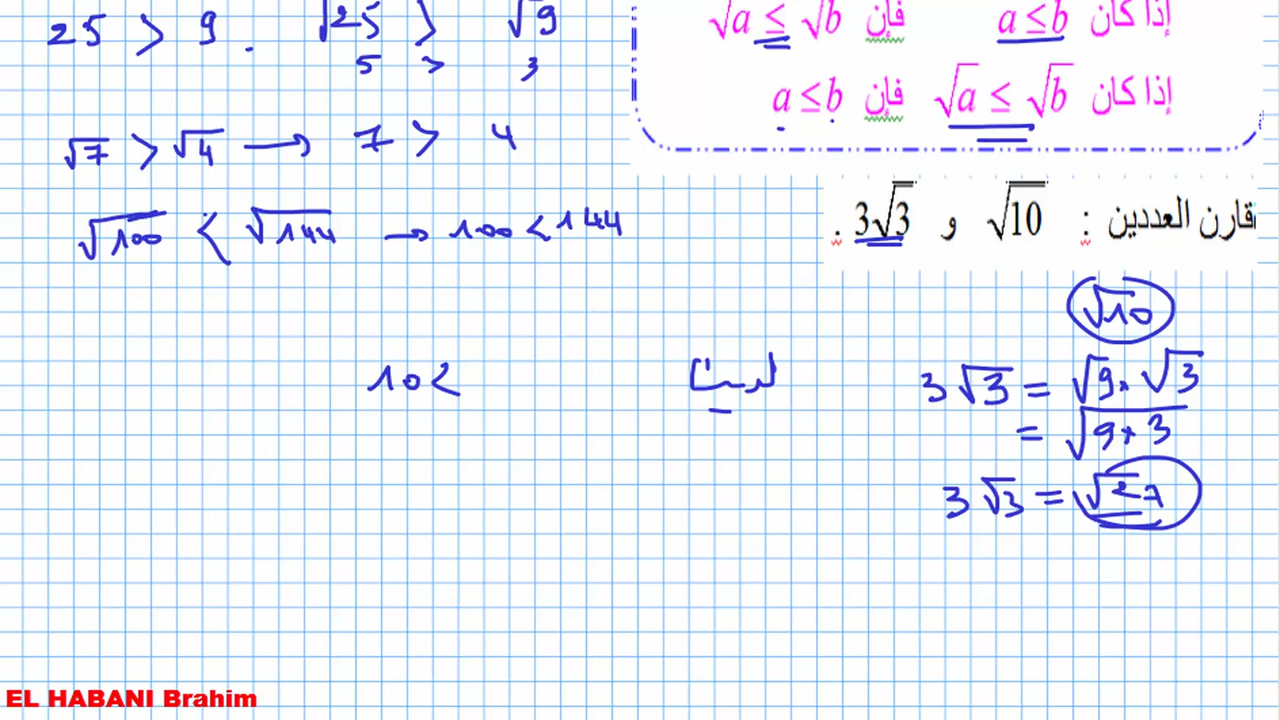 25 > 9 . √25 > √9
5 > 3
√7 > √4 → 7 > 4
√100 < √144 → 100 < 144
إذا كان a ≤ b فإن √a ≤ √b
إذا كان √a ≤ √b فإن a ≤ b
قارن العددين : √10 و 3√3 .
√10
3√3 = √9 × √3
= √9×3
3√3 = √27
10 <
EL HABANI Brahim